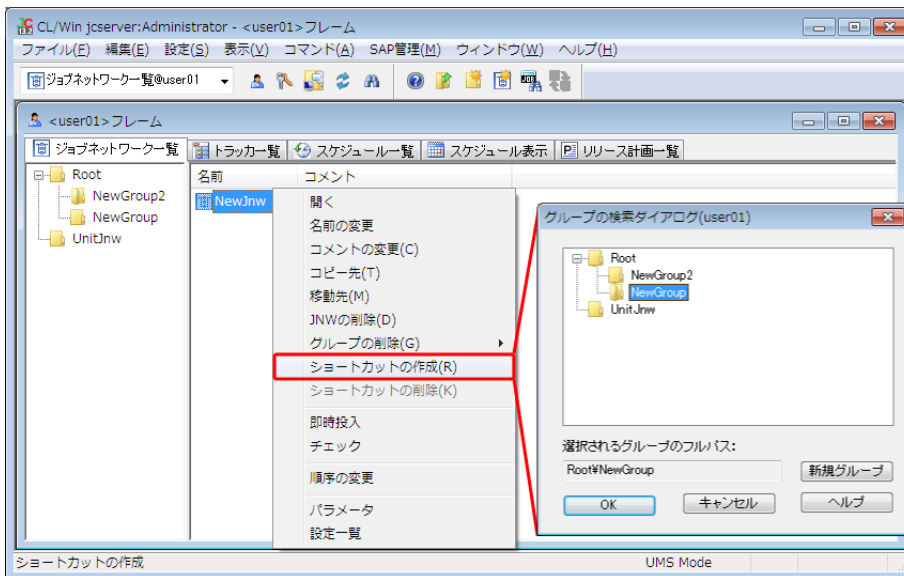 CL/Win jcserver:Administrator - <user01>フレーム
ファイル(F) 編集(E) 設定(S) 表示(V) コマンド(A) SAP管理(M) ウィンドウ(W) ヘルプ(H)
ジョブネットワーク一覧@user01
<user01>フレーム
ジョブネットワーク一覧 トラッカ一覧 スケジュール一覧 スケジュール表示 リリース計画一覧
Root
NewGroup2
NewGroup
UnitJnw
名前 コメント
NewJnw
開く
名前の変更
コメントの変更(C)
コピー先(T)
移動先(M)
JNWの削除(D)
グループの削除(G)
ショートカットの作成(R)
ショートカットの削除(K)
即時投入
チェック
順序の変更
パラメータ
設定一覧
グループの検索ダイアログ(user01)
Root
NewGroup2
NewGroup
UnitJnw
選択されるグループのフルパス:
Root¥NewGroup 新規グループ
OK キャンセル ヘルプ
ショートカットの作成 UMS Mode